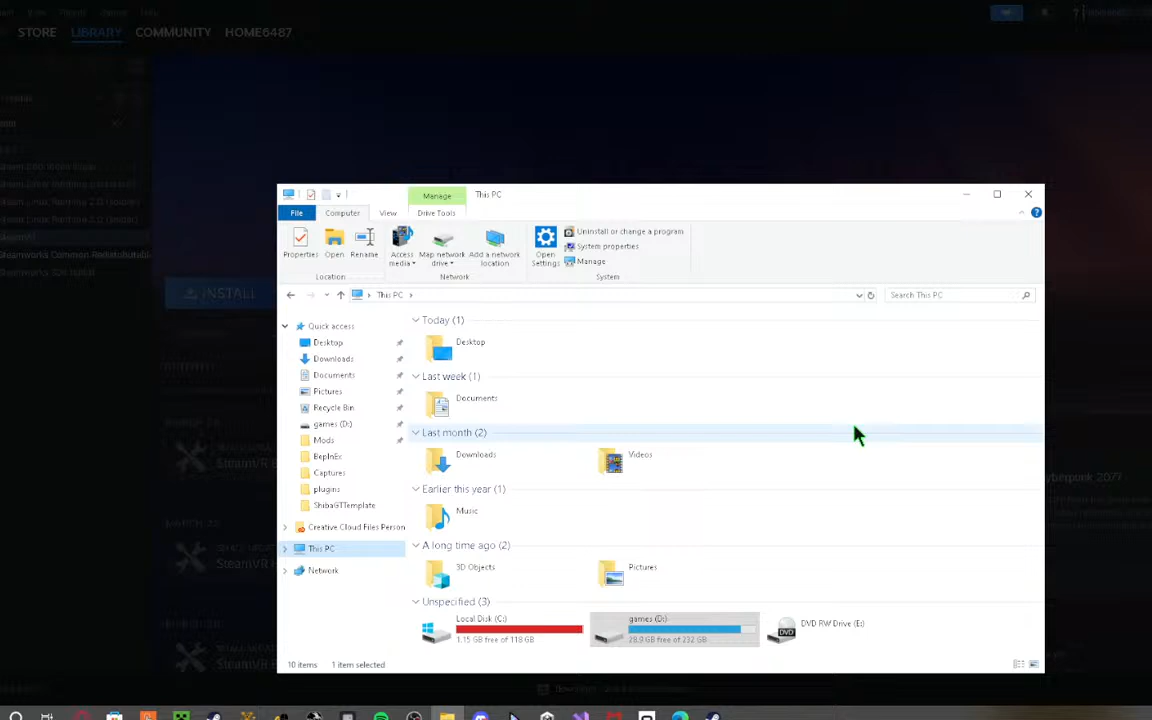 STORE LIBRARY COMMUNITY HOME6487
Manage This PC
File Computer View Drive Tools
Properties Open Rename Access media Map network drive Add a network location Open Settings Uninstall or change a program
System properties
Manage
Location Network System
This PC Search This PC
INSTALL
Quick access
Desktop
Downloads
Documents
Pictures
Recycle Bin
games (D:)
Mods
BepInEx
Captures
plugins
ShibaGTTemplate
Creative Cloud Files Person
This PC
Network
Today (1)
Desktop
Last week (1)
Documents
Last month (2)
Downloads Videos
Earlier this year (1)
Music
A long time ago (2)
3D Objects Pictures
Unspecified (3)
Local Disk (C:) games (D:) DVD RW Drive (E:)
1.15 GB free of 118 GB 28.9 GB free of 232 GB
10 items 1 item selected